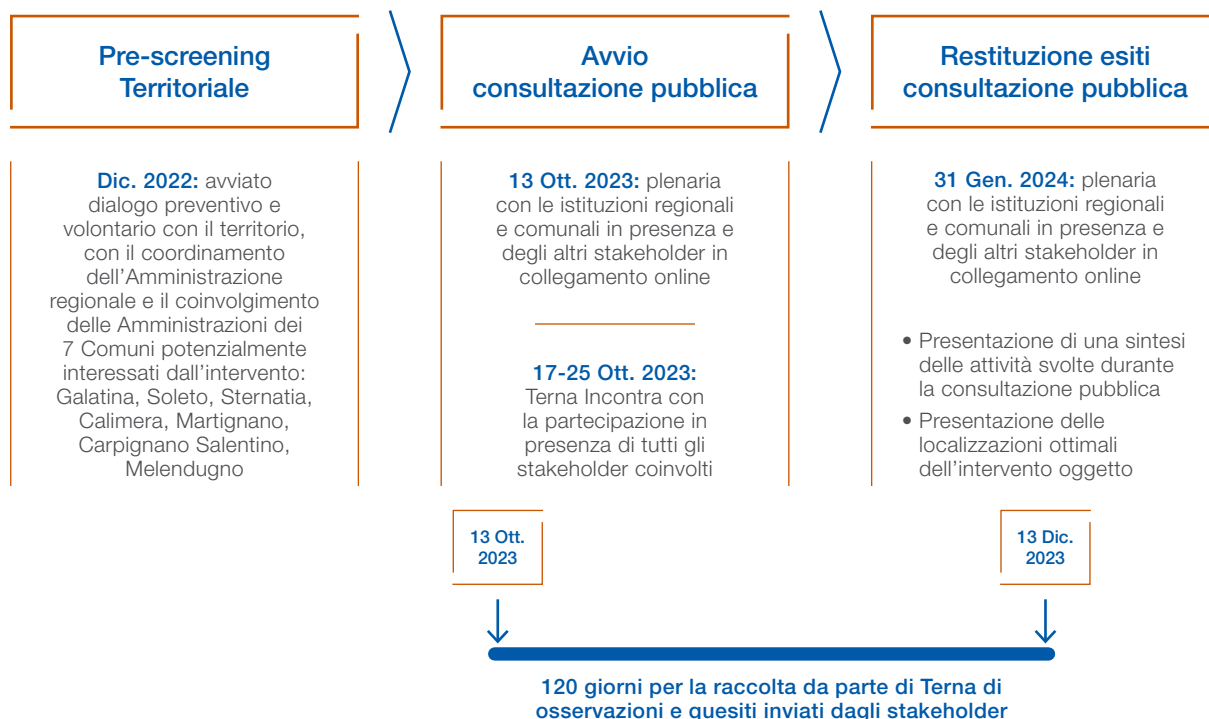 Pre-screening
Territoriale
Avvio
consultazione pubblica
Restituzione esiti
consultazione pubblica
Dic. 2022: avviato
dialogo preventivo e
volontario con il territorio,
con il coordinamento
dell'Amministrazione
regionale e il coinvolgimento
delle Amministrazioni dei
7 Comuni potenzialmente
interessati dall'intervento:
Galatina, Soleto, Sternatia,
Calimera, Martignano,
Carpignano Salentino,
Melendugno
13 Ott. 2023: plenaria
con le istituzioni regionali
e comunali in presenza e
degli altri stakeholder in
collegamento online
17-25 Ott. 2023:
Terna Incontra con
la partecipazione in
presenza di tutti gli
stakeholder coinvolti
31 Gen. 2024: plenaria
con le istituzioni regionali
e comunali in presenza e
degli altri stakeholder in
collegamento online
• Presentazione di una sintesi
delle attività svolte durante
la consultazione pubblica
• Presentazione delle
localizzazioni ottimali
dell'intervento oggetto
13 Ott.
2023
13 Dic.
2023
120 giorni per la raccolta da parte di Terna di
osservazioni e quesiti inviati dagli stakeholder